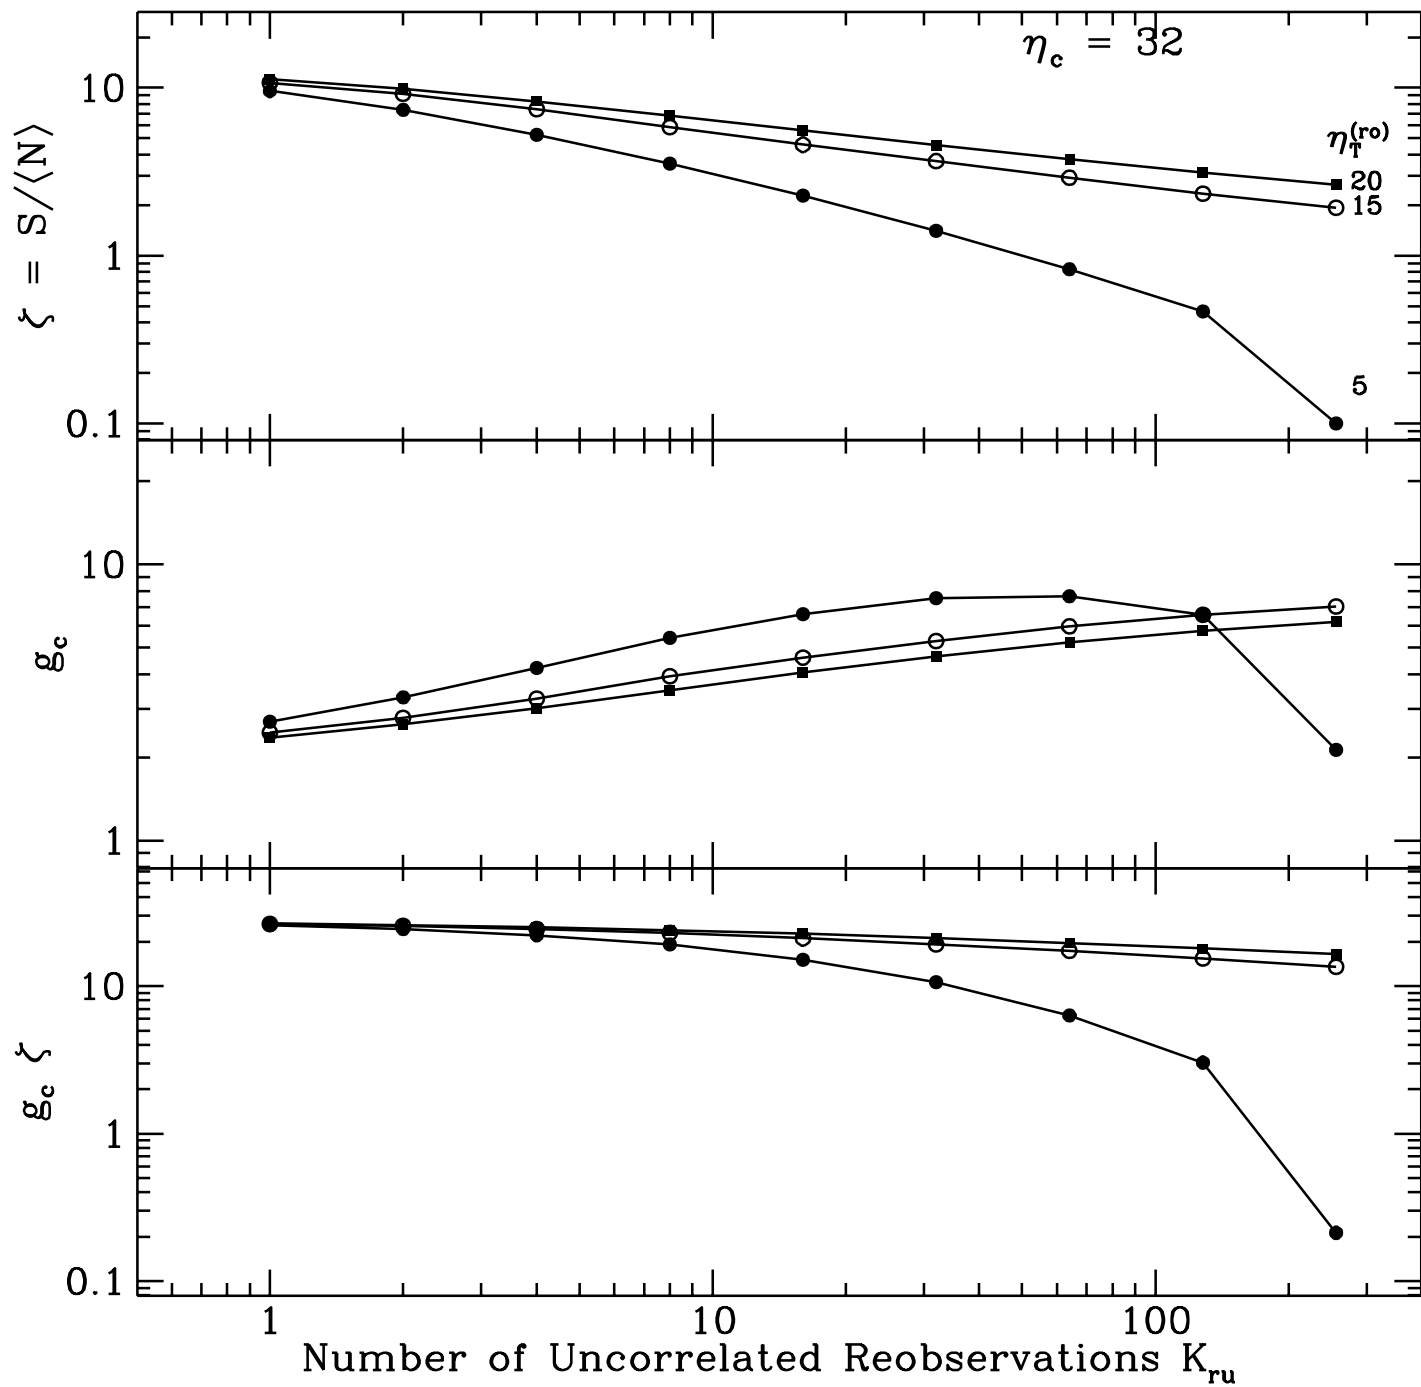 η_c = 32
ζ = S/⟨N⟩
10
1
0.1
η_T^(ro)
20
15
5
g_c
10
1
g_c ζ
10
1
0.1
1 10 100
Number of Uncorrelated Reobservations K_ru